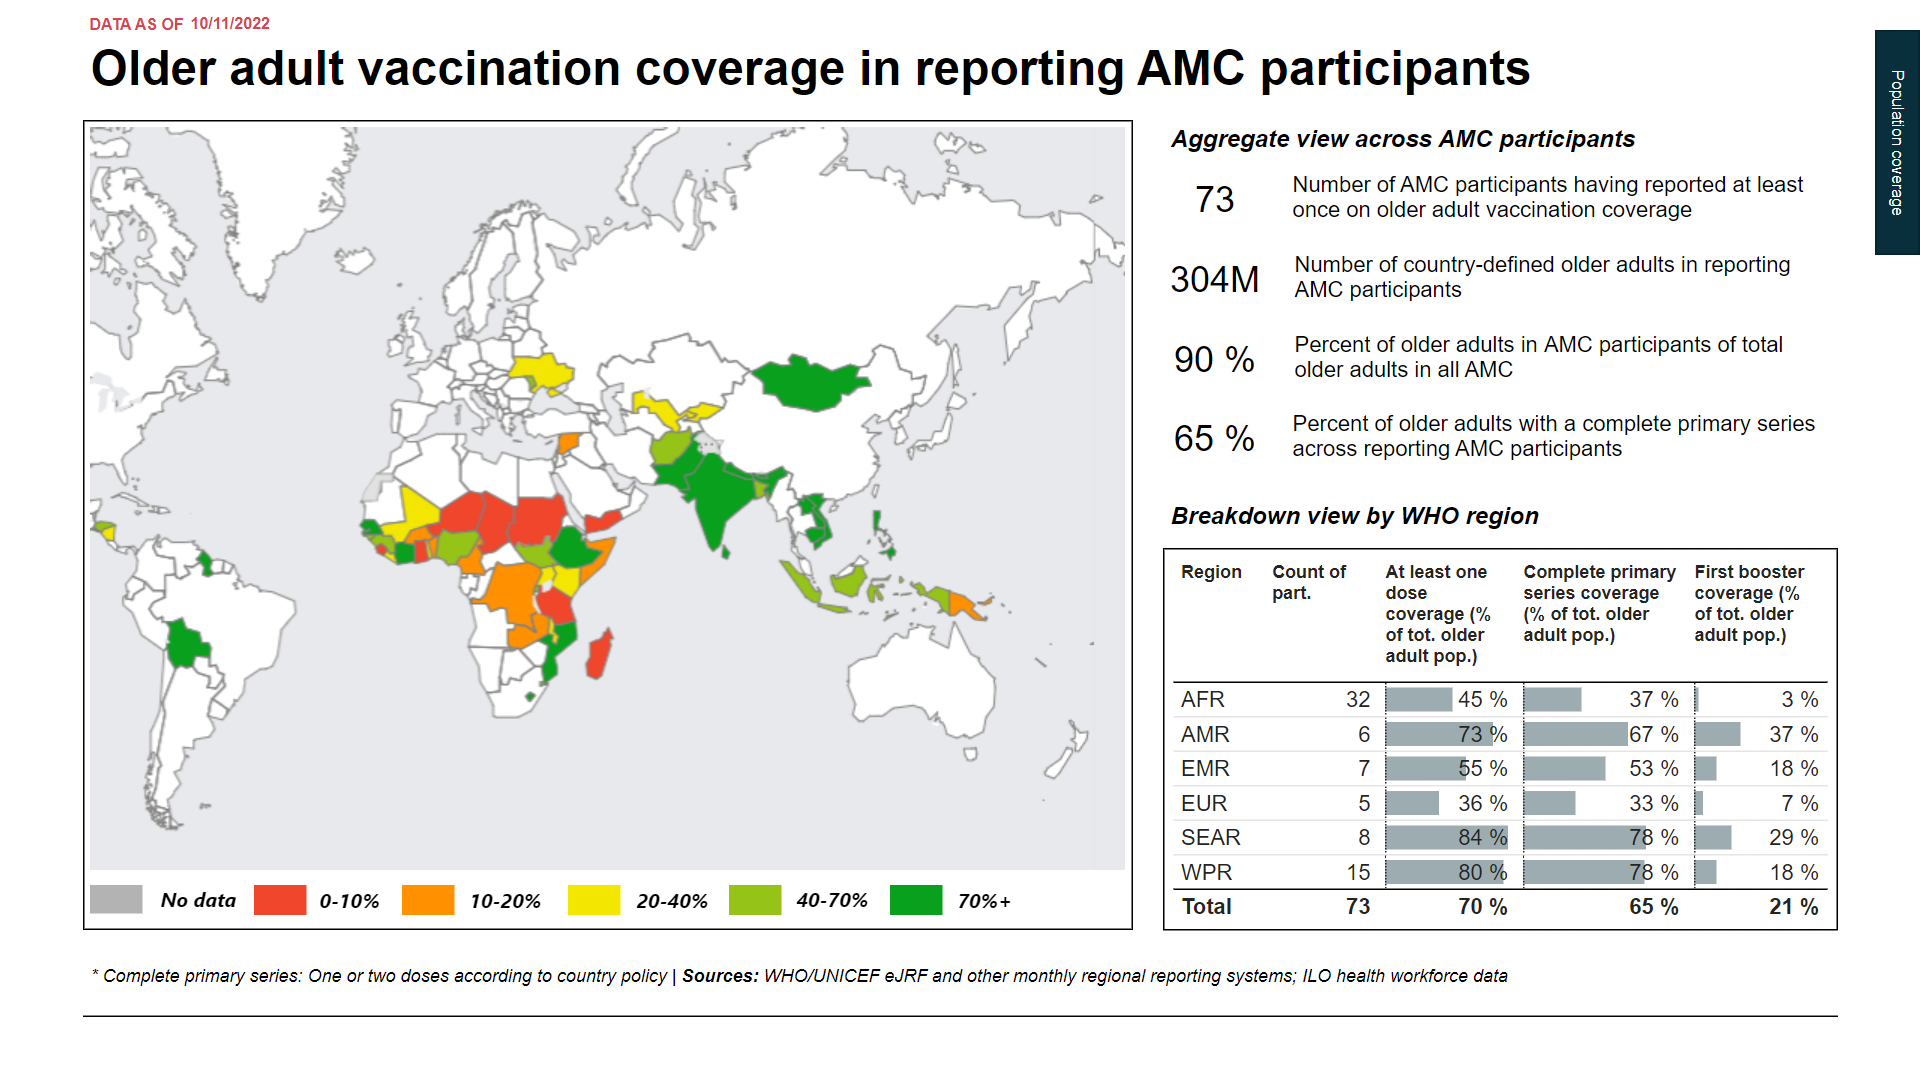 DATA AS OF 10/11/2022
Older adult vaccination coverage in reporting AMC participants
Population coverage
Aggregate view across AMC participants
73
Number of AMC participants having reported at least
once on older adult vaccination coverage
304M
Number of country-defined older adults in reporting
AMC participants
90 %
Percent of older adults in AMC participants of total
older adults in all AMC
65 %
Percent of older adults with a complete primary series
across reporting AMC participants
Breakdown view by WHO region
Region
Count of
part.
At least one
dose
coverage (%
of tot. older
adult pop.)
Complete primary
series coverage
(% of tot. older
adult pop.)
First booster
coverage (%
of tot. older
adult pop.)
AFR 32 45 % 37 % 3 %
AMR 6 73 % 67 % 37 %
EMR 7 55 % 53 % 18 %
EUR 5 36 % 33 % 7 %
SEAR 8 84 % 78 % 29 %
WPR 15 80 % 78 % 18 %
Total 73 70 % 65 % 21 %
No data 0-10% 10-20% 20-40% 40-70% 70%+
* Complete primary series: One or two doses according to country policy | Sources: WHO/UNICEF eJRF and other monthly regional reporting systems; ILO health workforce data